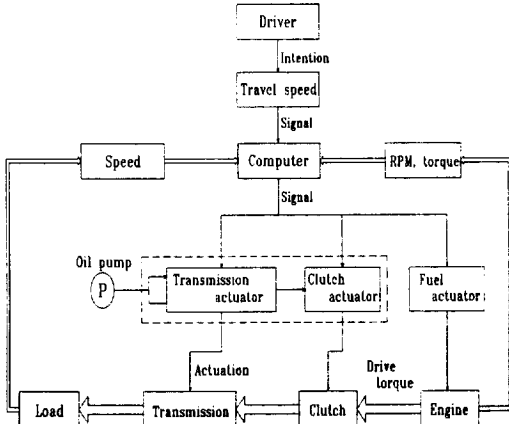 Driver
Intention
Travel speed
Signal
Speed
Computer
RPM, torque
Signal
Oil pump
P
Transmission
actuator
Clutch
actuator
Fuel
actuator
Actuation
Drive
torque
Load
Transmission
Clutch
Engine